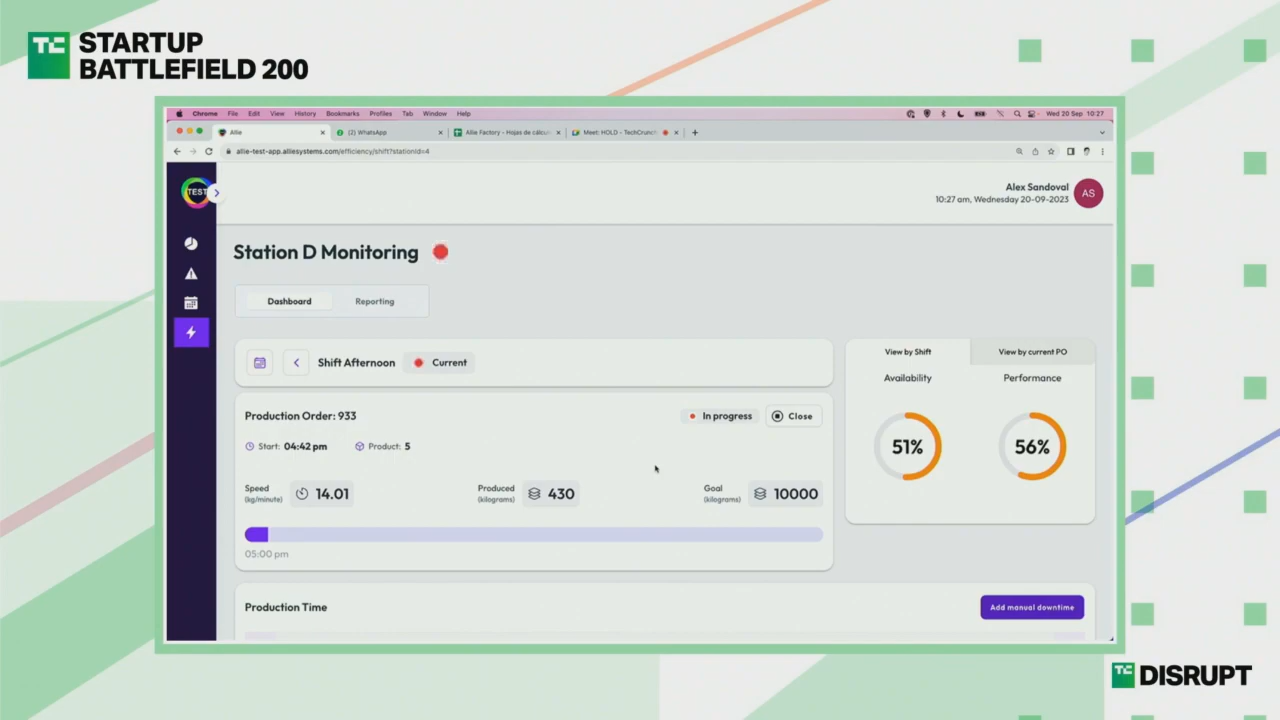 TC STARTUP
BATTLEFIELD 200
Chrome File Edit View History Bookmarks Profiles Tab Window Help
Wed 20 Sep 10:27
Allie
(2) WhatsApp
Allie Factory - Hojas de cálcu
Meet: HOLD - TechCrunch
allie-test-app.alliesystems.com/efficiency/shift?stationId=4
TEST
Alex Sandoval
10:27 am, Wednesday 20-09-2023
AS
Station D Monitoring
Dashboard
Reporting
Shift Afternoon
Current
View by Shift
View by current PO
Availability
Performance
51%
56%
Production Order: 933
In progress
Close
Start: 04:42 pm
Product: 5
Speed
(kg/minute)
14.01
Produced
(kilograms)
430
Goal
(kilograms)
10000
05:00 pm
Production Time
Add manual downtime
TC DISRUPT